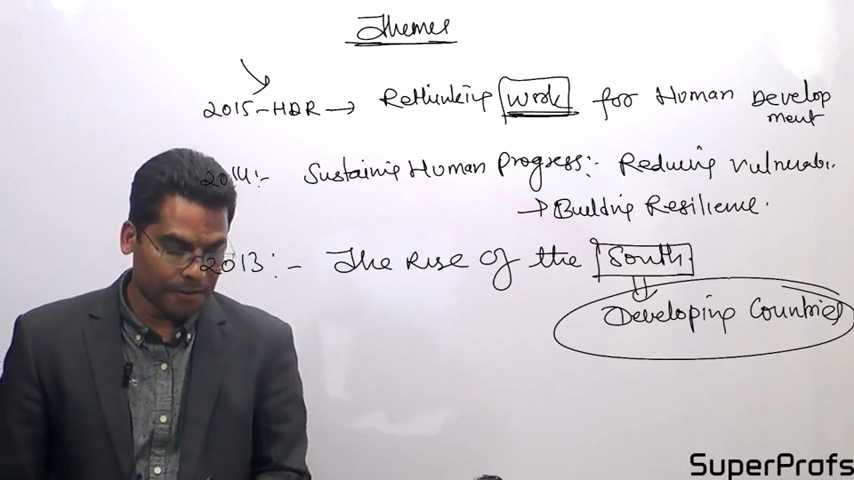 Themes
2015-HDR → Rethinking work for Human Develop
ment
2014:- Sustaining Human Progress:- Reducing Vulnerabi.
→ Building Resilience.
2013:- The Rise of the South
Developing Countries
SuperProfs